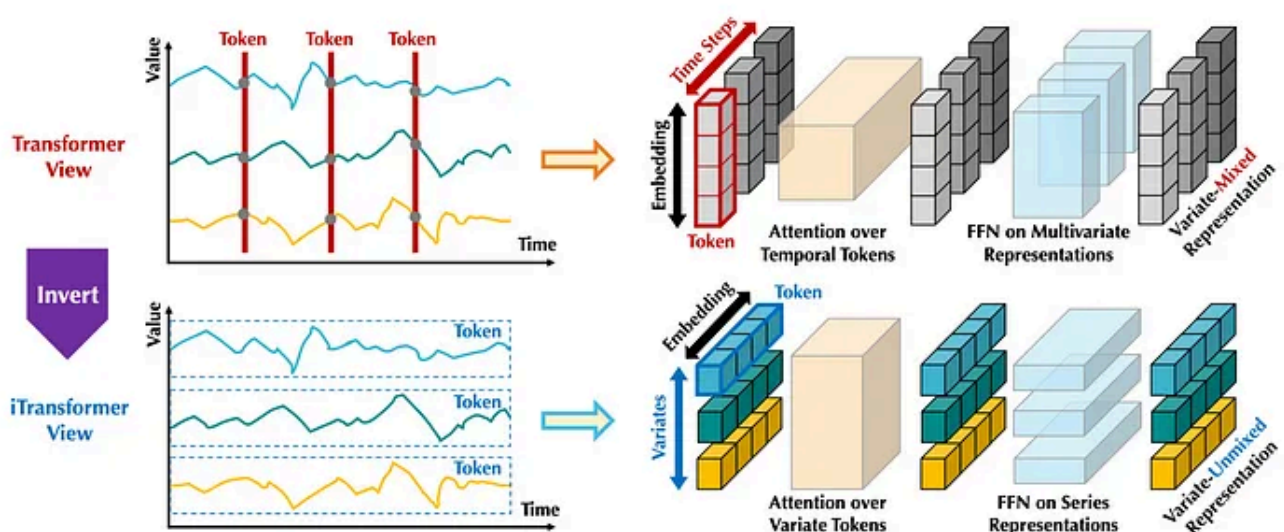 Token
Token
Token
Value
Time
Transformer
View
Time Steps
Embedding
Token
Attention over
Temporal Tokens
FFN on Multivariate
Representations
Variate-Mixed
Representation
Invert
Value
Token
Token
Token
Time
iTransformer
View
Embedding
Token
Variates
Attention over
Variate Tokens
FFN on Series
Representations
Variate-Unmixed
Representation